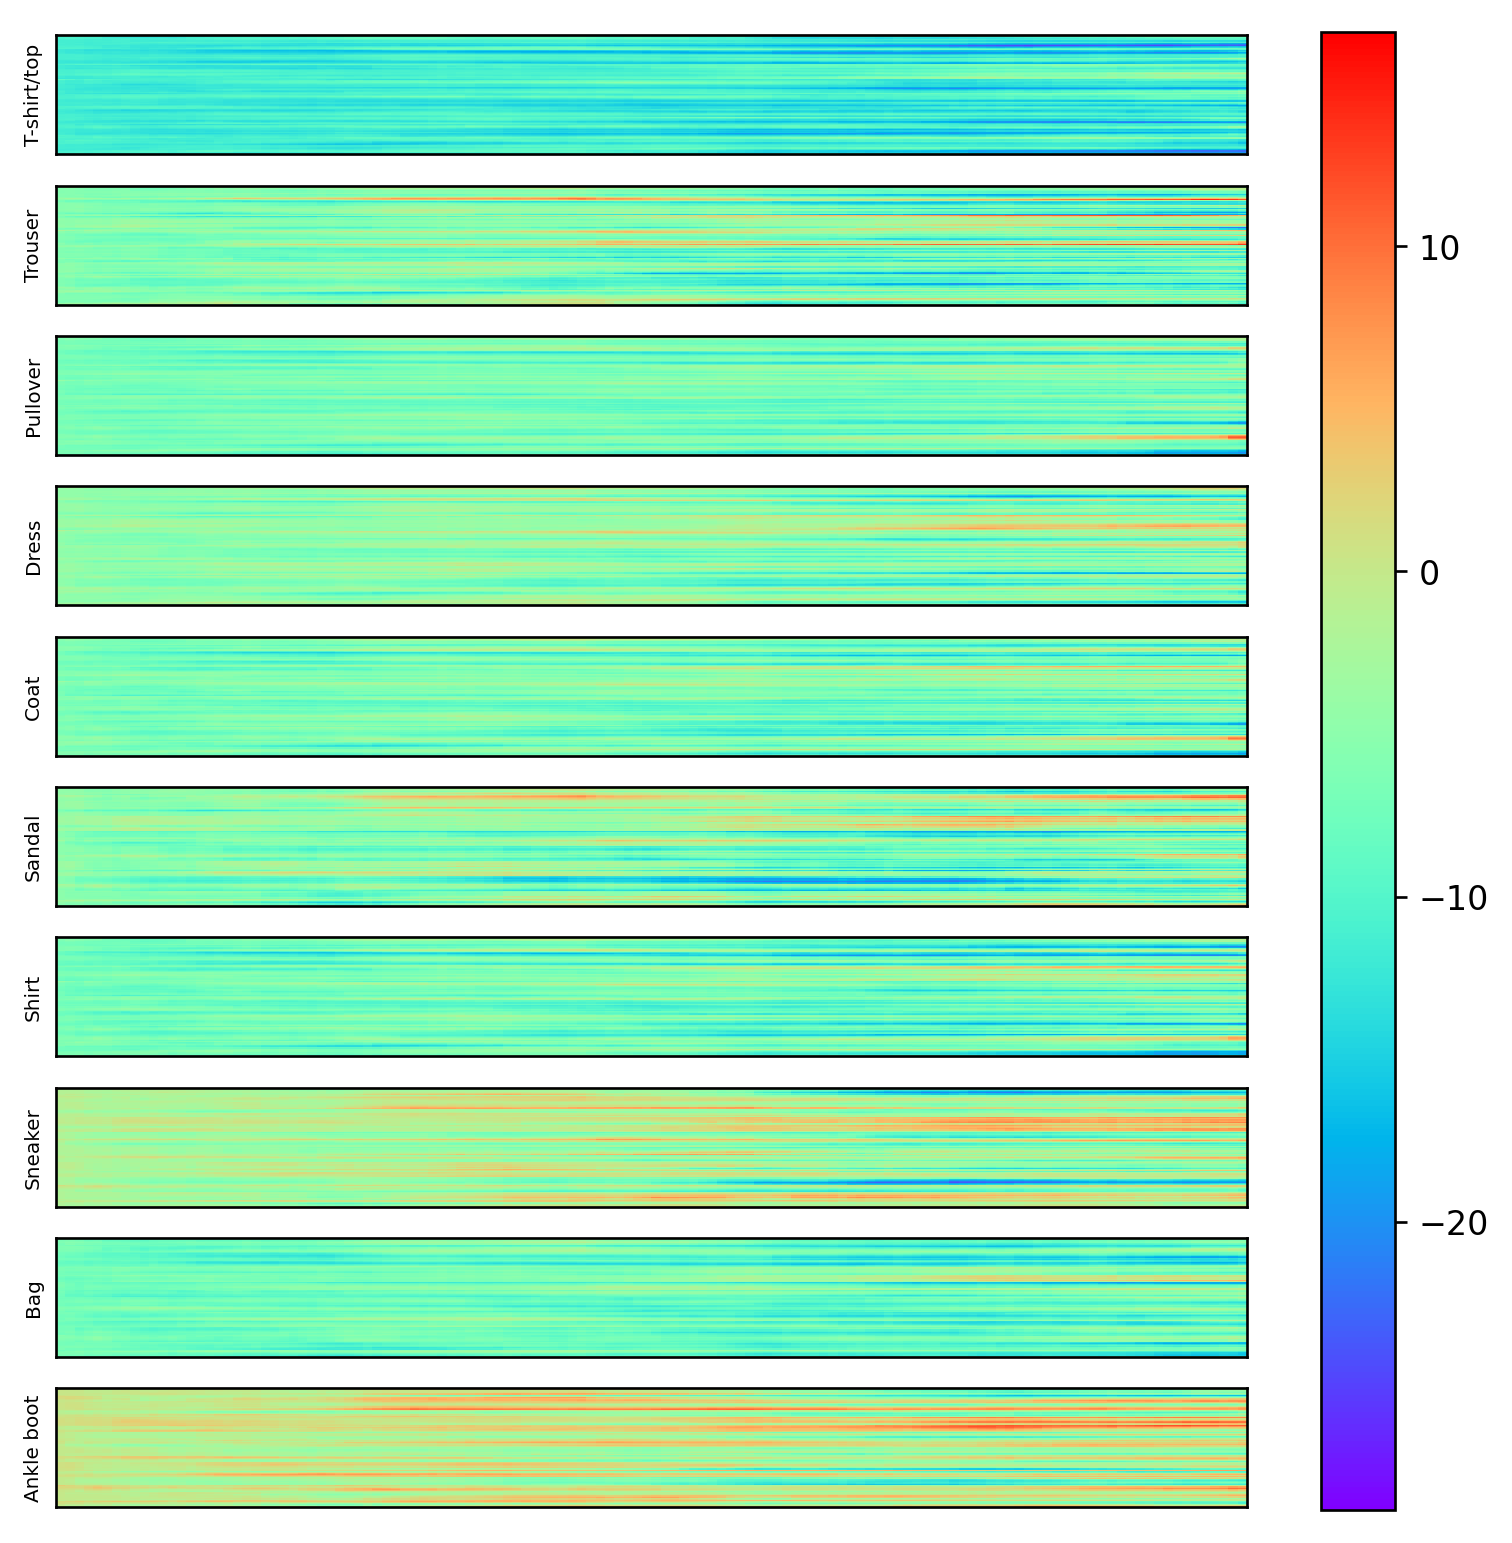 T-shirt/top
Trouser
Pullover
Dress
Coat
Sandal
Shirt
Sneaker
Bag
Ankle boot
10
0
−10
−20